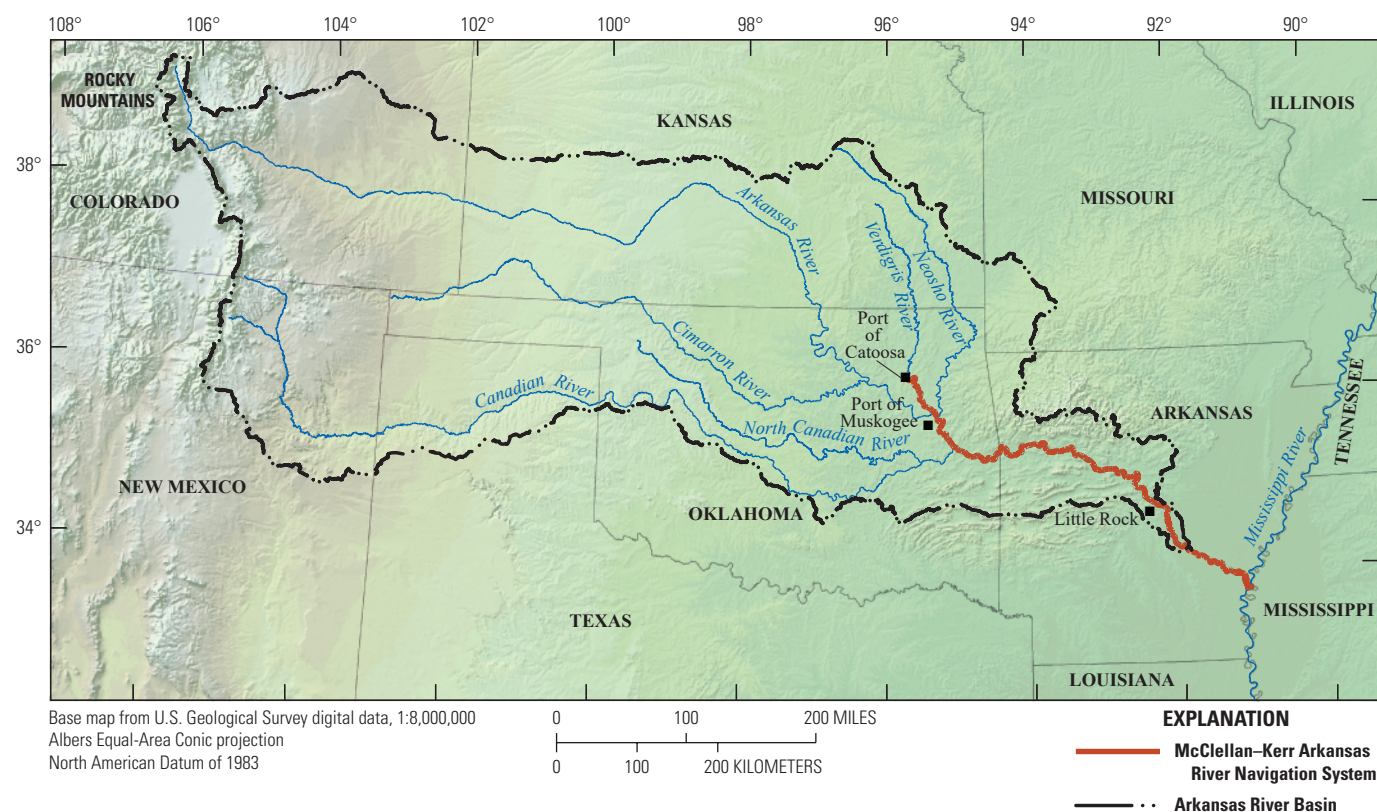 108° 106° 104° 102° 100° 98° 96° 94° 92° 90°
ROCKY
MOUNTAINS
ILLINOIS
KANSAS
38°
COLORADO
MISSOURI
Arkansas
River
Verdigris River
Neosho River
Port
of
Catoosa
36°
Cimarron River
TENNESSEE
Canadian River
Port of
Muskogee
ARKANSAS
North Canadian River
Mississippi River
NEW MEXICO
OKLAHOMA
Little Rock
34°
MISSISSIPPI
TEXAS
LOUISIANA
Base map from U.S. Geological Survey digital data, 1:8,000,000
Albers Equal-Area Conic projection
North American Datum of 1983
0 100 200 MILES
0 100 200 KILOMETERS
EXPLANATION
McClellan–Kerr Arkansas
River Navigation System
Arkansas River Basin